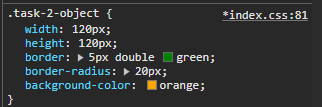 .task-2-object { *index.css:81
width: 120px;
height: 120px;
border: ▶ 5px double green;
border-radius: ▶ 20px;
background-color: orange;
}